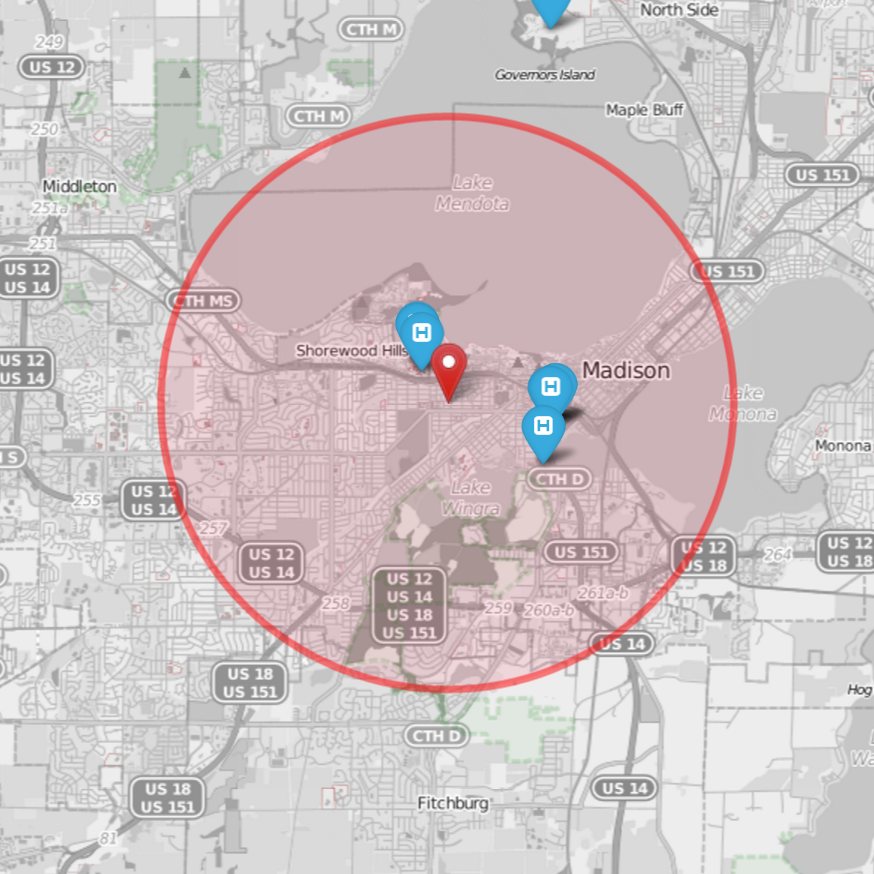 North Side
CTH M
249
US 12
Governors Island
Maple Bluff
CTH M
250
US 151
Lake
Mendota
Middleton
251a
251
US 12
US 14
US 151
CTH MS
H
Shorewood Hills
US 12
US 14
Madison
H
Lake
Monona
H
Monona
S
CTH D
Lake
Wingra
US 12
US 14
255
257
US 12
US 14
US 151
US 12
US 18
264
US 12
US 18
US 12
US 14
US 18
US 151
258
259
260a-b
261a-b
US 14
US 18
US 151
Hog
CTH D
US 14
US 18
US 151
Fitchburg
81